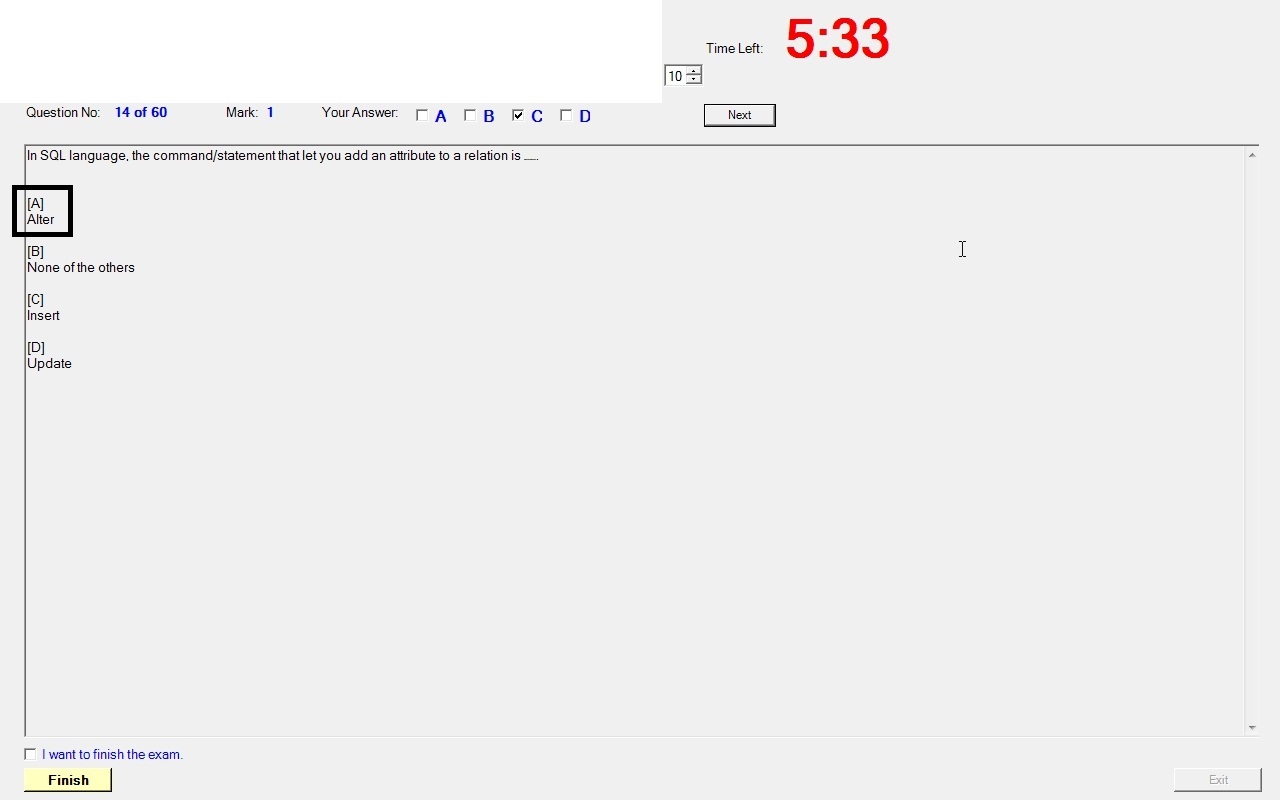 Time Left: 5:33
10
Question No: 14 of 60 Mark: 1 Your Answer: A B C D Next
In SQL language, the command/statement that let you add an attribute to a relation is ___.
[A]
Alter
[B]
None of the others
[C]
Insert
[D]
Update
I want to finish the exam.
Finish Exit